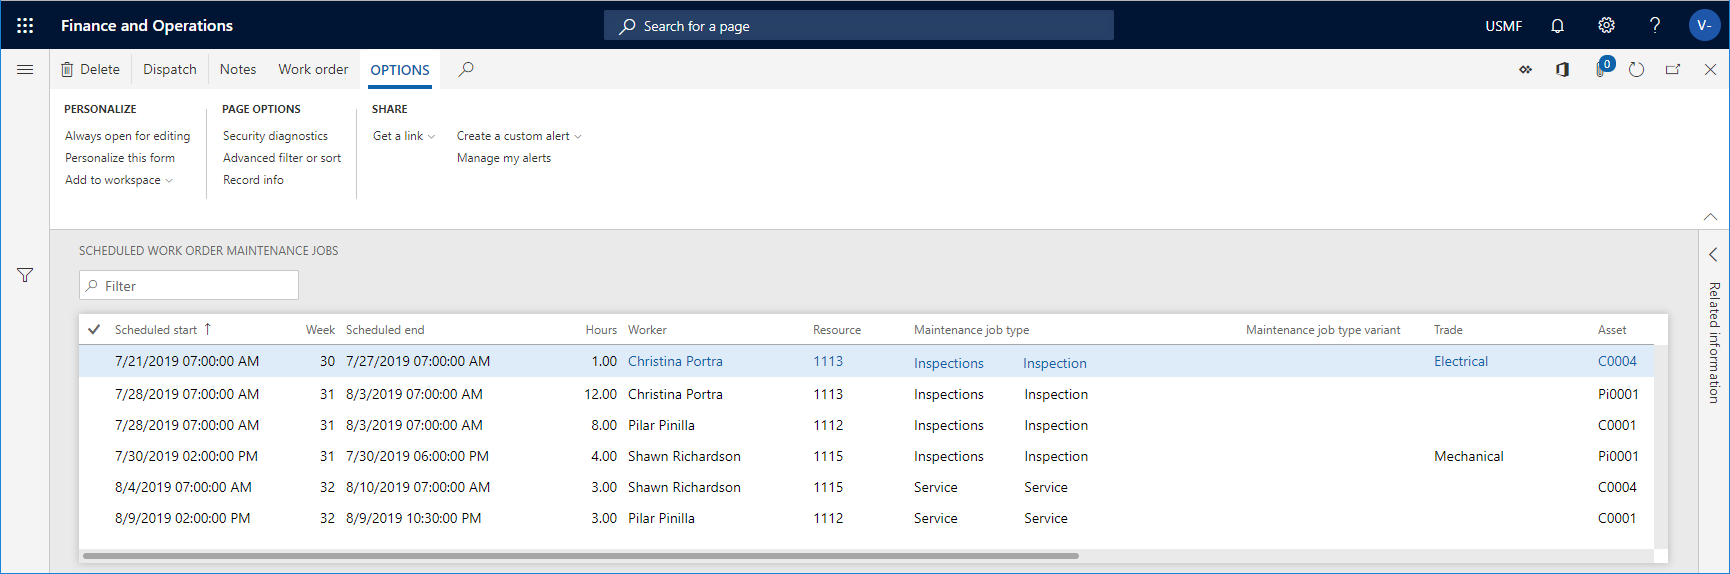 Finance and Operations Search for a page USMF ? V-
Delete Dispatch Notes Work order OPTIONS 0
PERSONALIZE PAGE OPTIONS SHARE
Always open for editing Security diagnostics Get a link Create a custom alert
Personalize this form Advanced filter or sort Manage my alerts
Add to workspace Record info
SCHEDULED WORK ORDER MAINTENANCE JOBS
Filter
Related information
Scheduled start ↑ Week Scheduled end Hours Worker Resource Maintenance job type Maintenance job type variant Trade Asset
7/21/2019 07:00:00 AM 30 7/27/2019 07:00:00 AM 1.00 Christina Portra 1113 Inspections Inspection Electrical C0004
7/28/2019 07:00:00 AM 31 8/3/2019 07:00:00 AM 12.00 Christina Portra 1113 Inspections Inspection Pi0001
7/28/2019 07:00:00 AM 31 8/3/2019 07:00:00 AM 8.00 Pilar Pinilla 1112 Inspections Inspection C0001
7/30/2019 02:00:00 PM 31 7/30/2019 06:00:00 PM 4.00 Shawn Richardson 1115 Inspections Inspection Mechanical Pi0001
8/4/2019 07:00:00 AM 32 8/10/2019 07:00:00 AM 3.00 Shawn Richardson 1115 Service Service C0004
8/9/2019 02:00:00 PM 32 8/9/2019 10:30:00 PM 3.00 Pilar Pinilla 1112 Service Service C0001